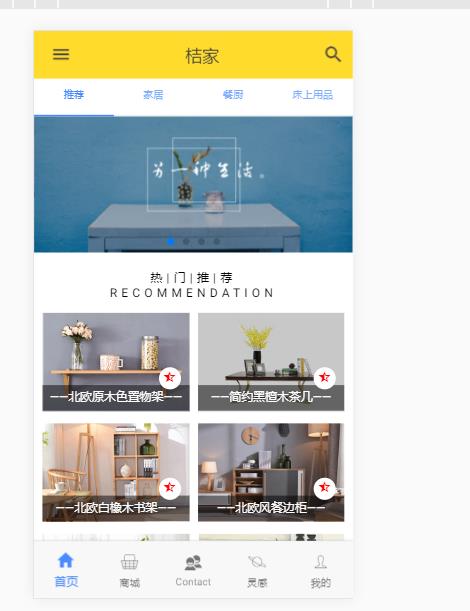 桔家
推荐 家居 餐厨 床上用品
另一种生活。
热|门|推|荐
RECOMMENDATION
——北欧原木色置物架—— ——简约黑檀木茶几——
——北欧白橡木书架—— ——北欧风餐边柜——
首页 商城 Contact 灵感 我的